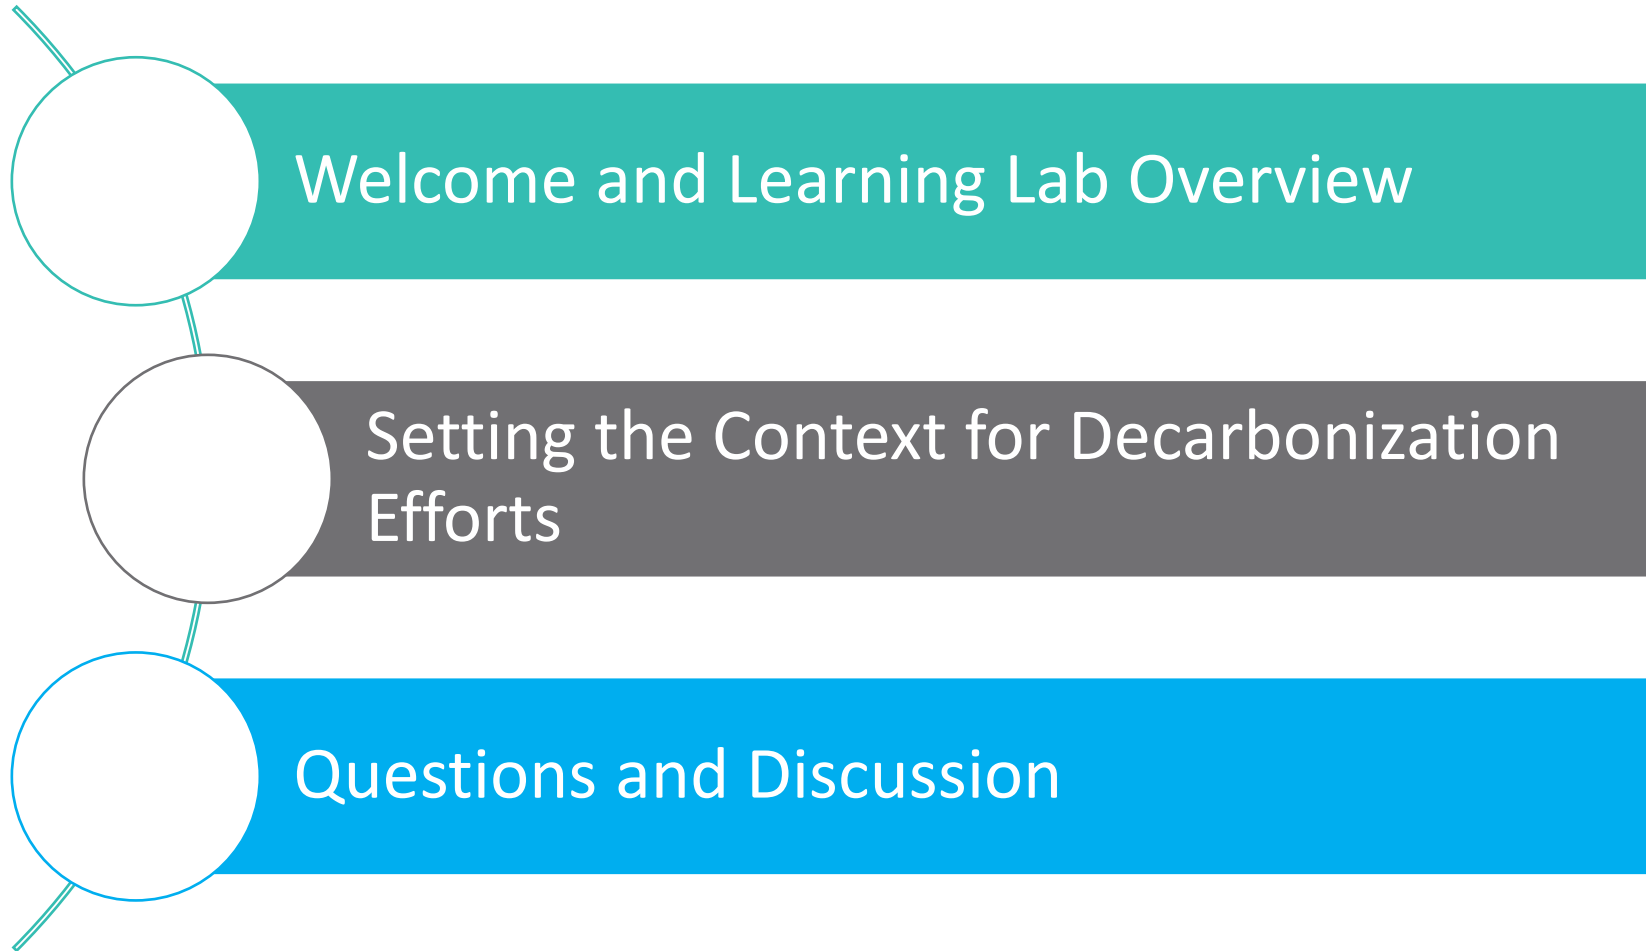 Welcome and Learning Lab Overview
Setting the Context for Decarbonization
Efforts
Questions and Discussion